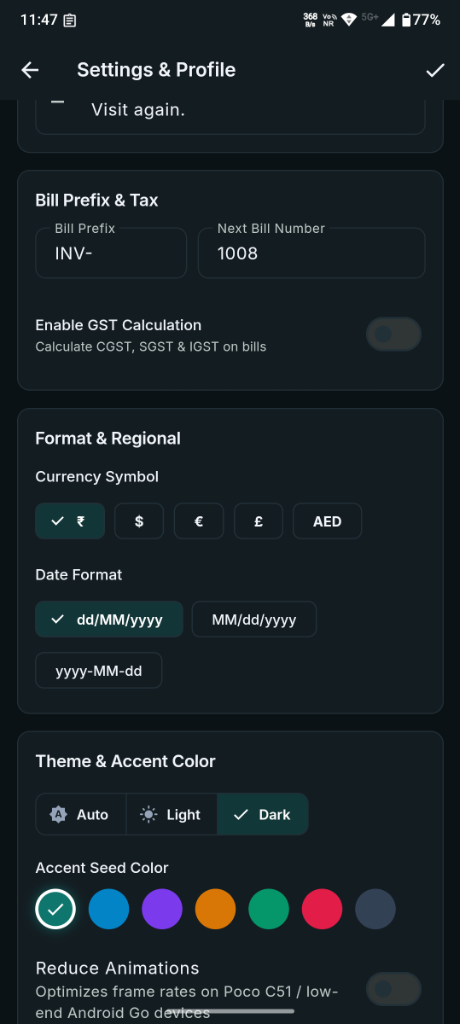 11:47
368 B/s Vo NR 5G+ 77%
Settings & Profile
Visit again.
Bill Prefix & Tax
Bill Prefix
Next Bill Number
INV-
1008
Enable GST Calculation
Calculate CGST, SGST & IGST on bills
Format & Regional
Currency Symbol
₹ $ € £ AED
Date Format
dd/MM/yyyy MM/dd/yyyy
yyyy-MM-dd
Theme & Accent Color
A Auto Light Dark
Accent Seed Color
Reduce Animations
Optimizes frame rates on Poco C51 / low-
end Android Go devices